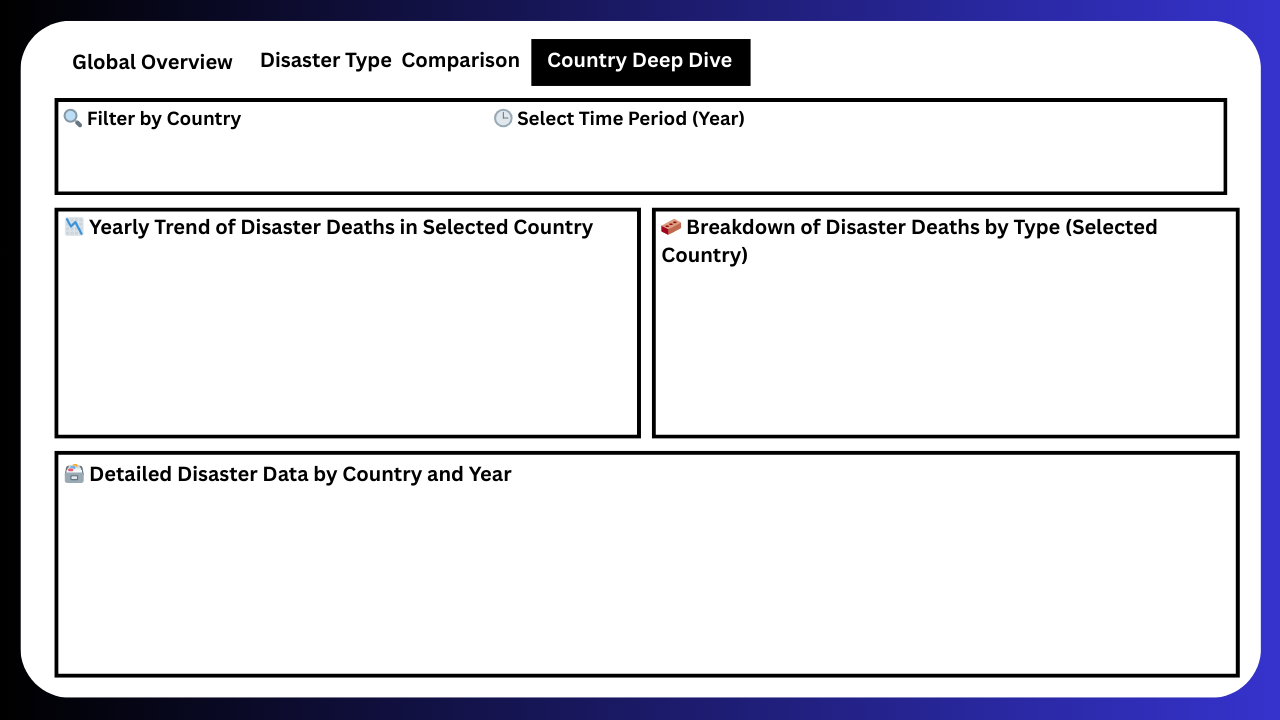 Global Overview
Disaster Type  Comparison
Country Deep Dive
Filter by Country
Select Time Period (Year)
Yearly Trend of Disaster Deaths in Selected Country
Breakdown of Disaster Deaths by Type (Selected
Country)
Detailed Disaster Data by Country and Year